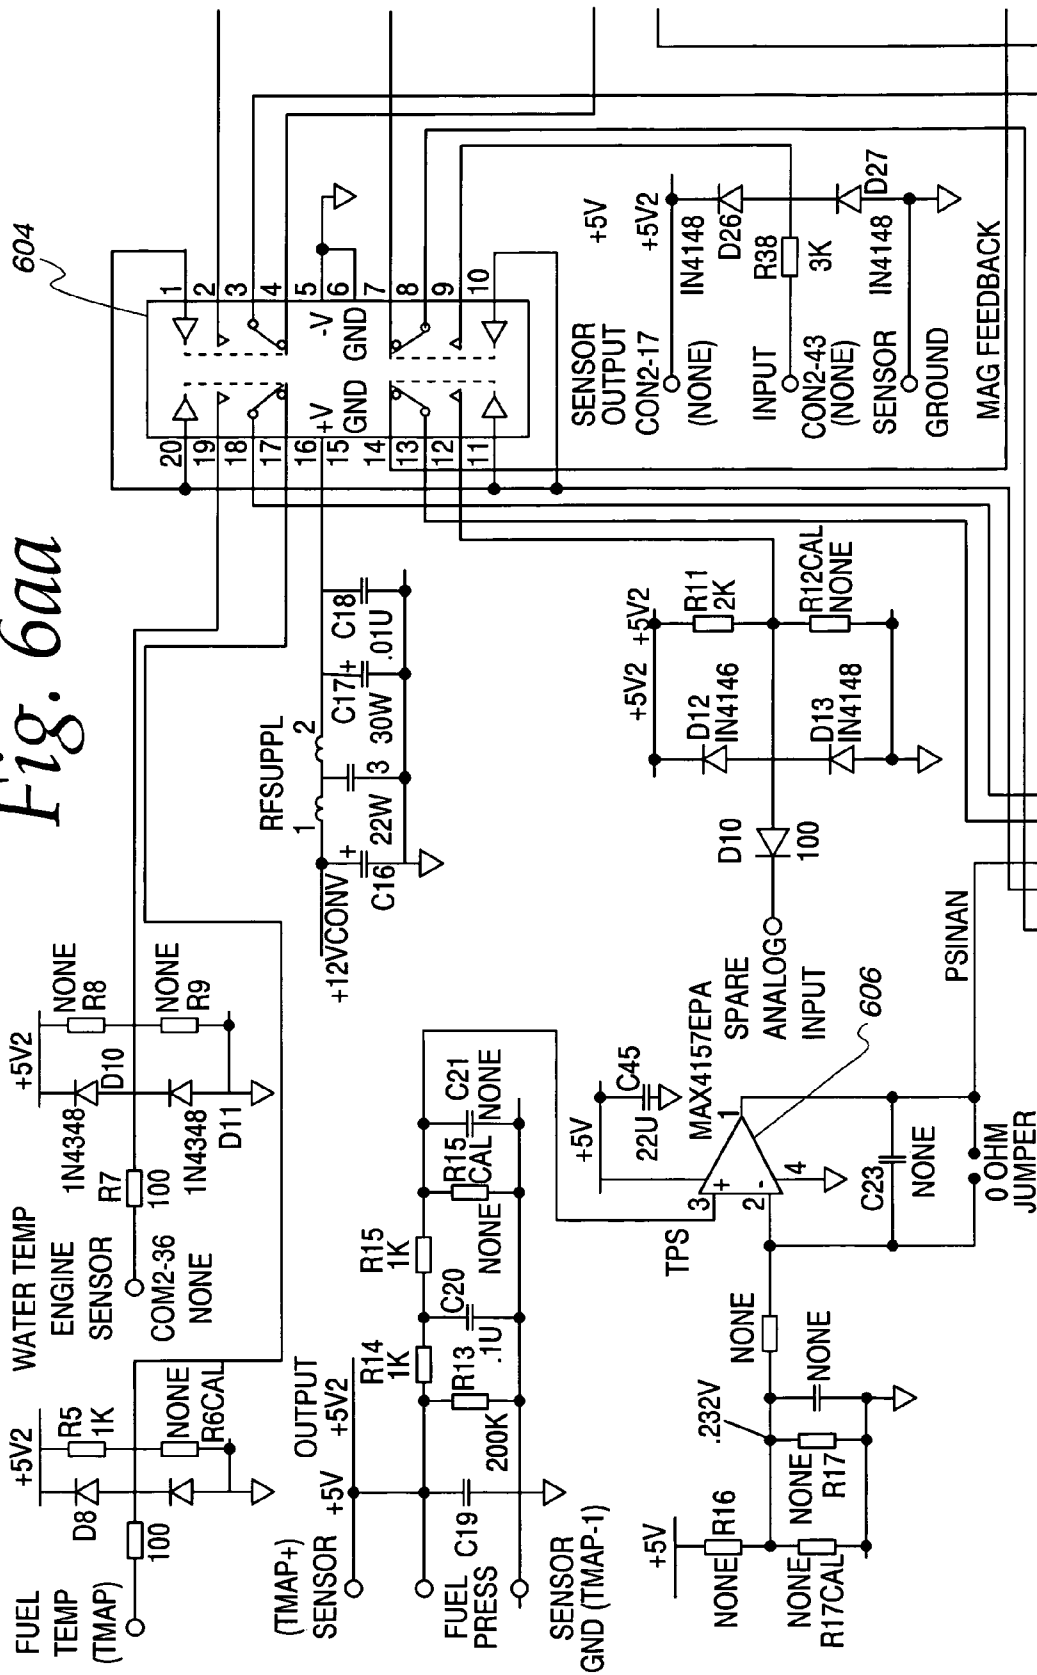 Fig. 6aa
604
FUEL
TEMP
(TMAP)
100
D8
+5V2
R5
1K
NONE
R6CAL
WATER TEMP
ENGINE
SENSOR
COM2-36
NONE
R7
100
1N4348
1N4348
+5V2
D10
D11
NONE
R8
NONE
R9
+12VCONV
C16
+
22W
RFSUPPL
1
2
3
30W
C17
+
C18
.01U
20
19
18
17
16
15
14
13
12
11
+V
GND
-V
GND
1
2
3
4
5
6
7
8
9
10
(TMAP+)
SENSOR
OUTPUT
+5V
+5V2
FUEL
PRESS
C19
SENSOR
GND (TMAP-1)
R14
1K
R13
200K
C20
.1U
R15
1K
R15
CAL
NONE
C21
NONE
+5V
22U
C45
MAX4157EPA
TPS
3
+
2
-
1
4
606
C23
NONE
0 OHM
JUMPER
PSINAN
+5V
NONE
R16
NONE
R17CAL
NONE
R17
.232V
NONE
NONE
SPARE
ANALOG
INPUT
D10
100
+5V2
+5V2
D12
IN4146
D13
IN4148
R11
2K
R12CAL
NONE
SENSOR
OUTPUT
CON2-17
(NONE)
+5V
+5V2
IN4148
D26
INPUT
CON2-43
(NONE)
R38
3K
SENSOR
GROUND
IN4148
D27
MAG FEEDBACK